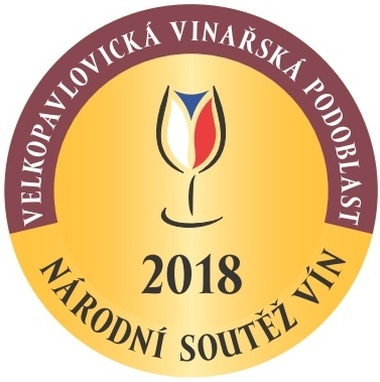 VELKOPAVLOVICKÁ VINAŘSKÁ PODOBLAST
2018
NÁRODNÍ SOUTĚŽ VÍN